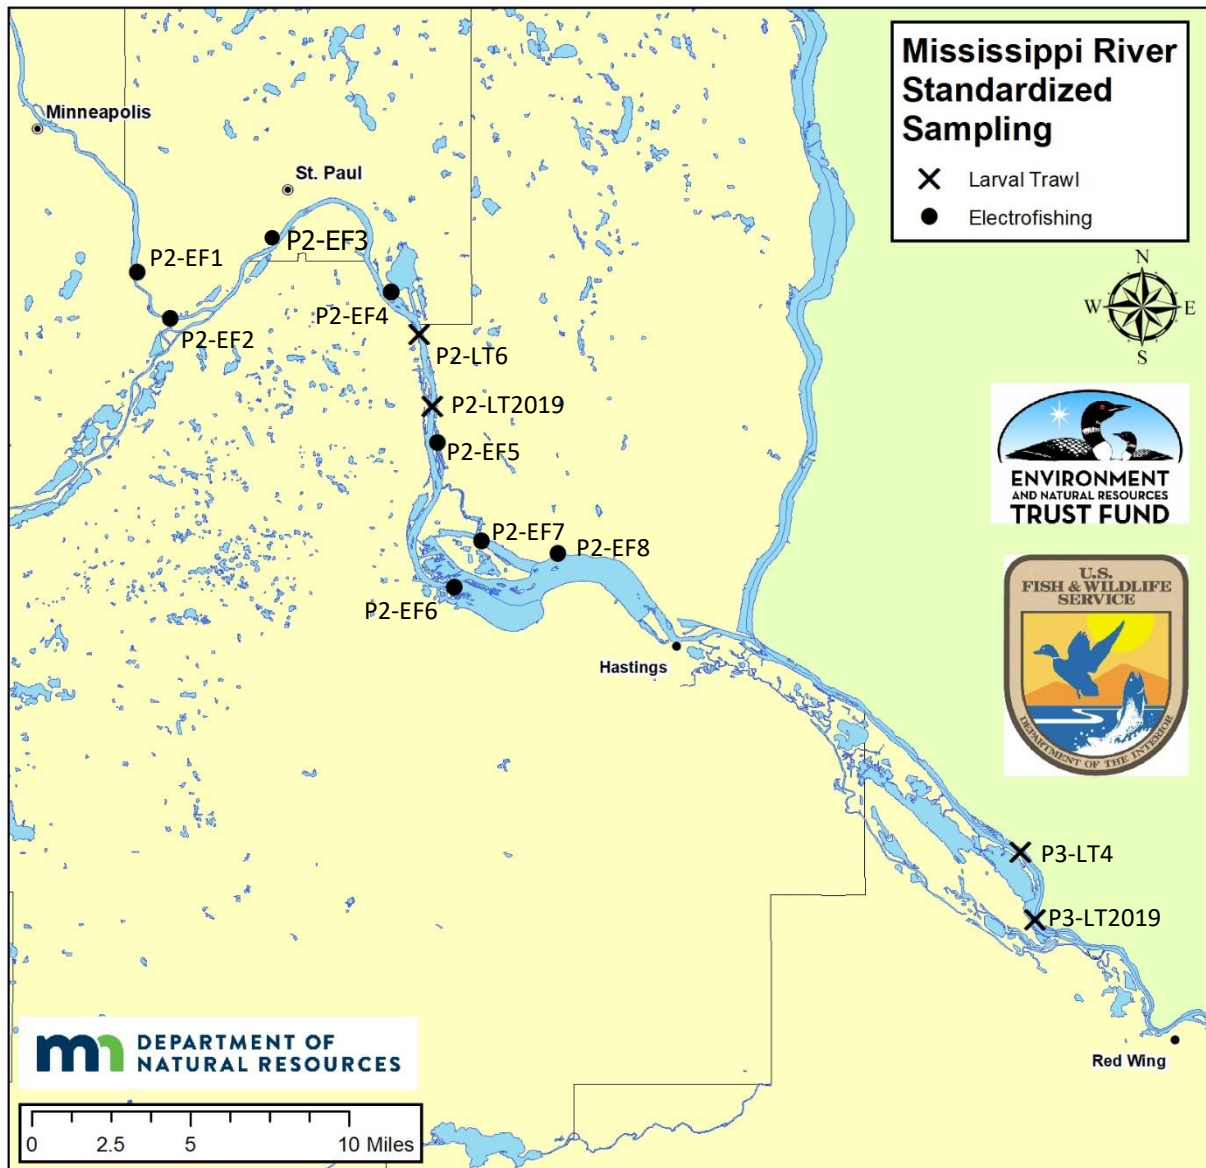 Mississippi River
Standardized
Sampling
Larval Trawl
Electrofishing
Minneapolis
St. Paul
P2-EF3
P2-EF1
N
W E
S
P2-EF4
P2-EF2
P2-LT6
P2-LT2019
P2-EF5
ENVIRONMENT
AND NATURAL RESOURCES
TRUST FUND
P2-EF7
P2-EF8
P2-EF6
U.S.
FISH & WILDLIFE
SERVICE
DEPARTMENT OF THE INTERIOR
Hastings
P3-LT4
P3-LT2019
Red Wing
mn DEPARTMENT OF
NATURAL RESOURCES
0 2.5 5 10 Miles